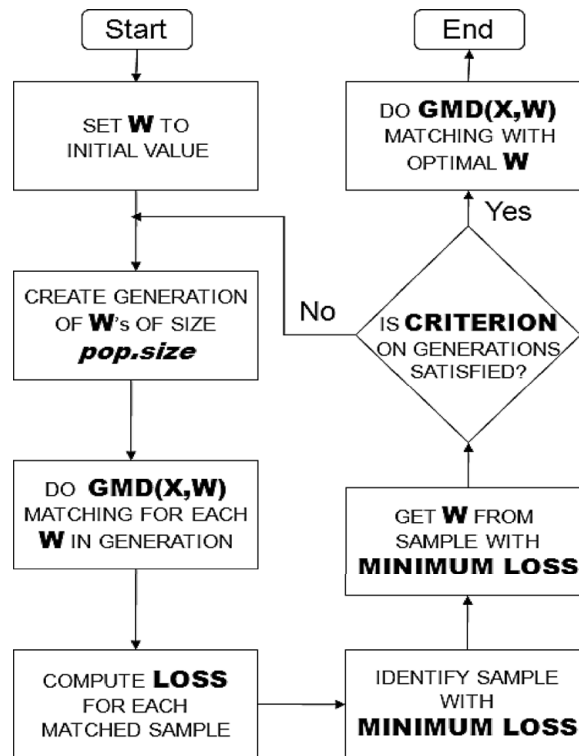 Start
SET W TO
INITIAL VALUE
CREATE GENERATION
OF W's OF SIZE
pop.size
DO GMD(X,W)
MATCHING FOR EACH
W IN GENERATION
COMPUTE LOSS
FOR EACH
MATCHED SAMPLE
IDENTIFY SAMPLE
WITH
MINIMUM LOSS
GET W FROM
SAMPLE WITH
MINIMUM LOSS
IS CRITERION
ON GENERATIONS
SATISFIED?
No
Yes
DO GMD(X,W)
MATCHING WITH
OPTIMAL W
End